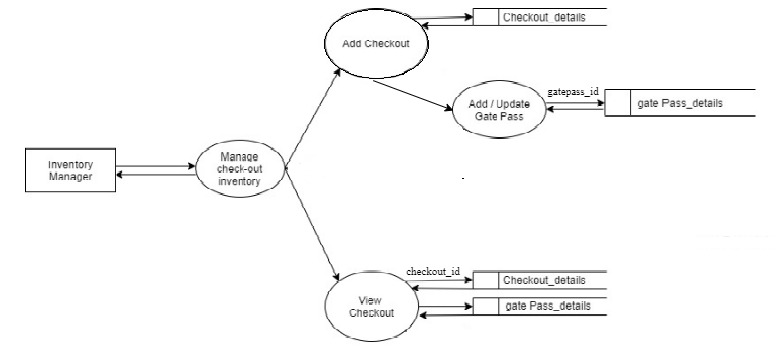 Checkout_details
Add Checkout
gatepass_id
Add / Update
Gate Pass
gate Pass_details
Inventory
Manager
Manage
check-out
inventory
checkout_id
Checkout_details
View
Checkout
gate Pass_details